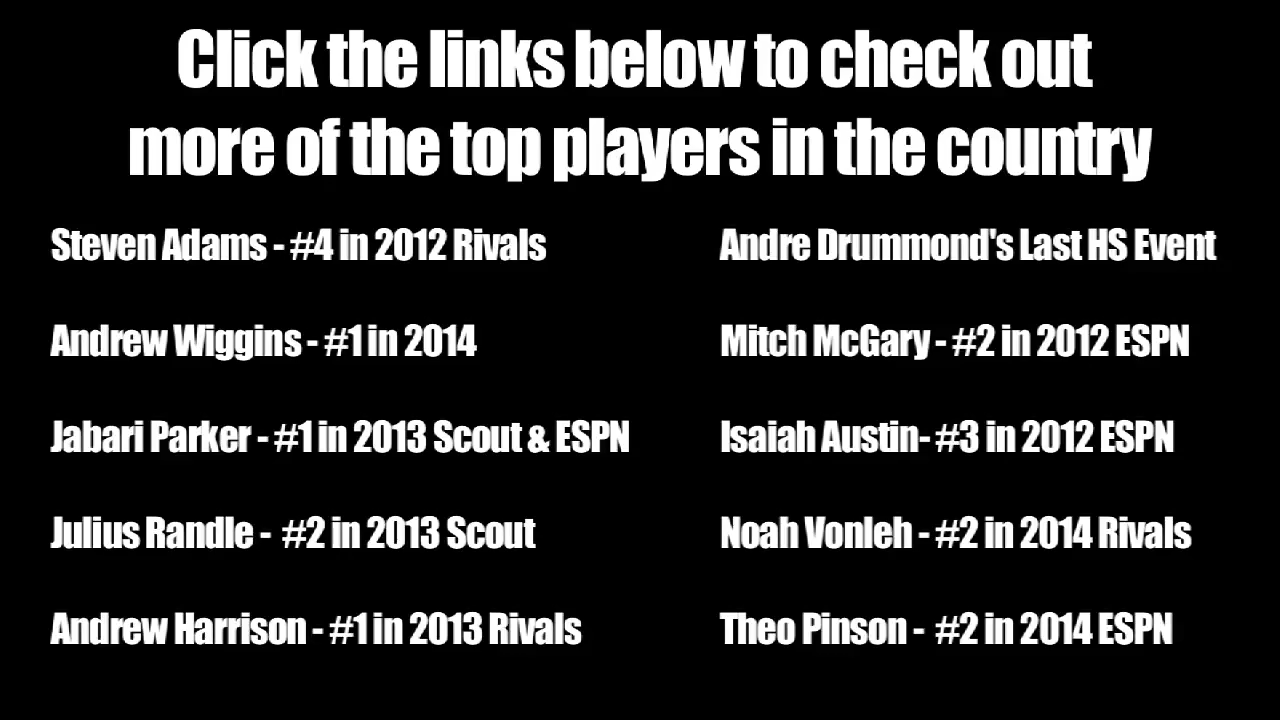 Click the links below to check out
more of the top players in the country
Steven Adams - #4 in 2012 Rivals
Andrew Wiggins - #1 in 2014
Jabari Parker - #1 in 2013 Scout & ESPN
Julius Randle - #2 in 2013 Scout
Andrew Harrison - #1 in 2013 Rivals
Andre Drummond's Last HS Event
Mitch McGary - #2 in 2012 ESPN
Isaiah Austin- #3 in 2012 ESPN
Noah Vonleh - #2 in 2014 Rivals
Theo Pinson - #2 in 2014 ESPN